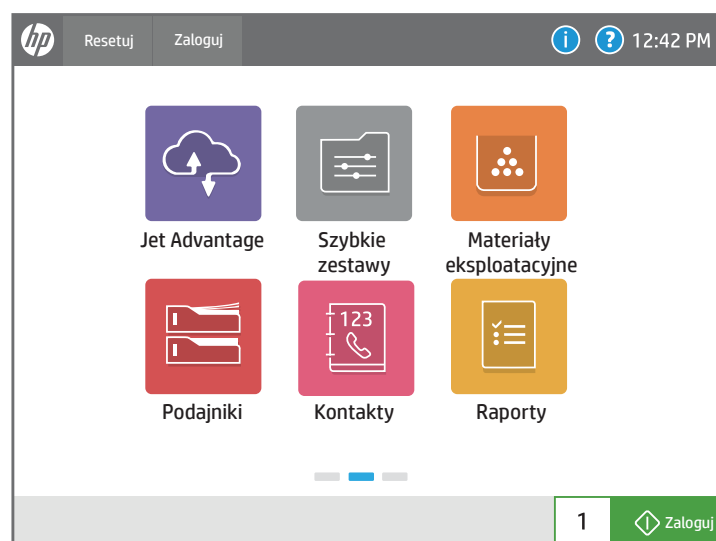 hp Resetuj Zaloguj i ? 12:42 PM
Jet Advantage Szybkie Materiały
zestawy eksploatacyjne
123
Podajniki Kontakty Raporty
1 Zaloguj